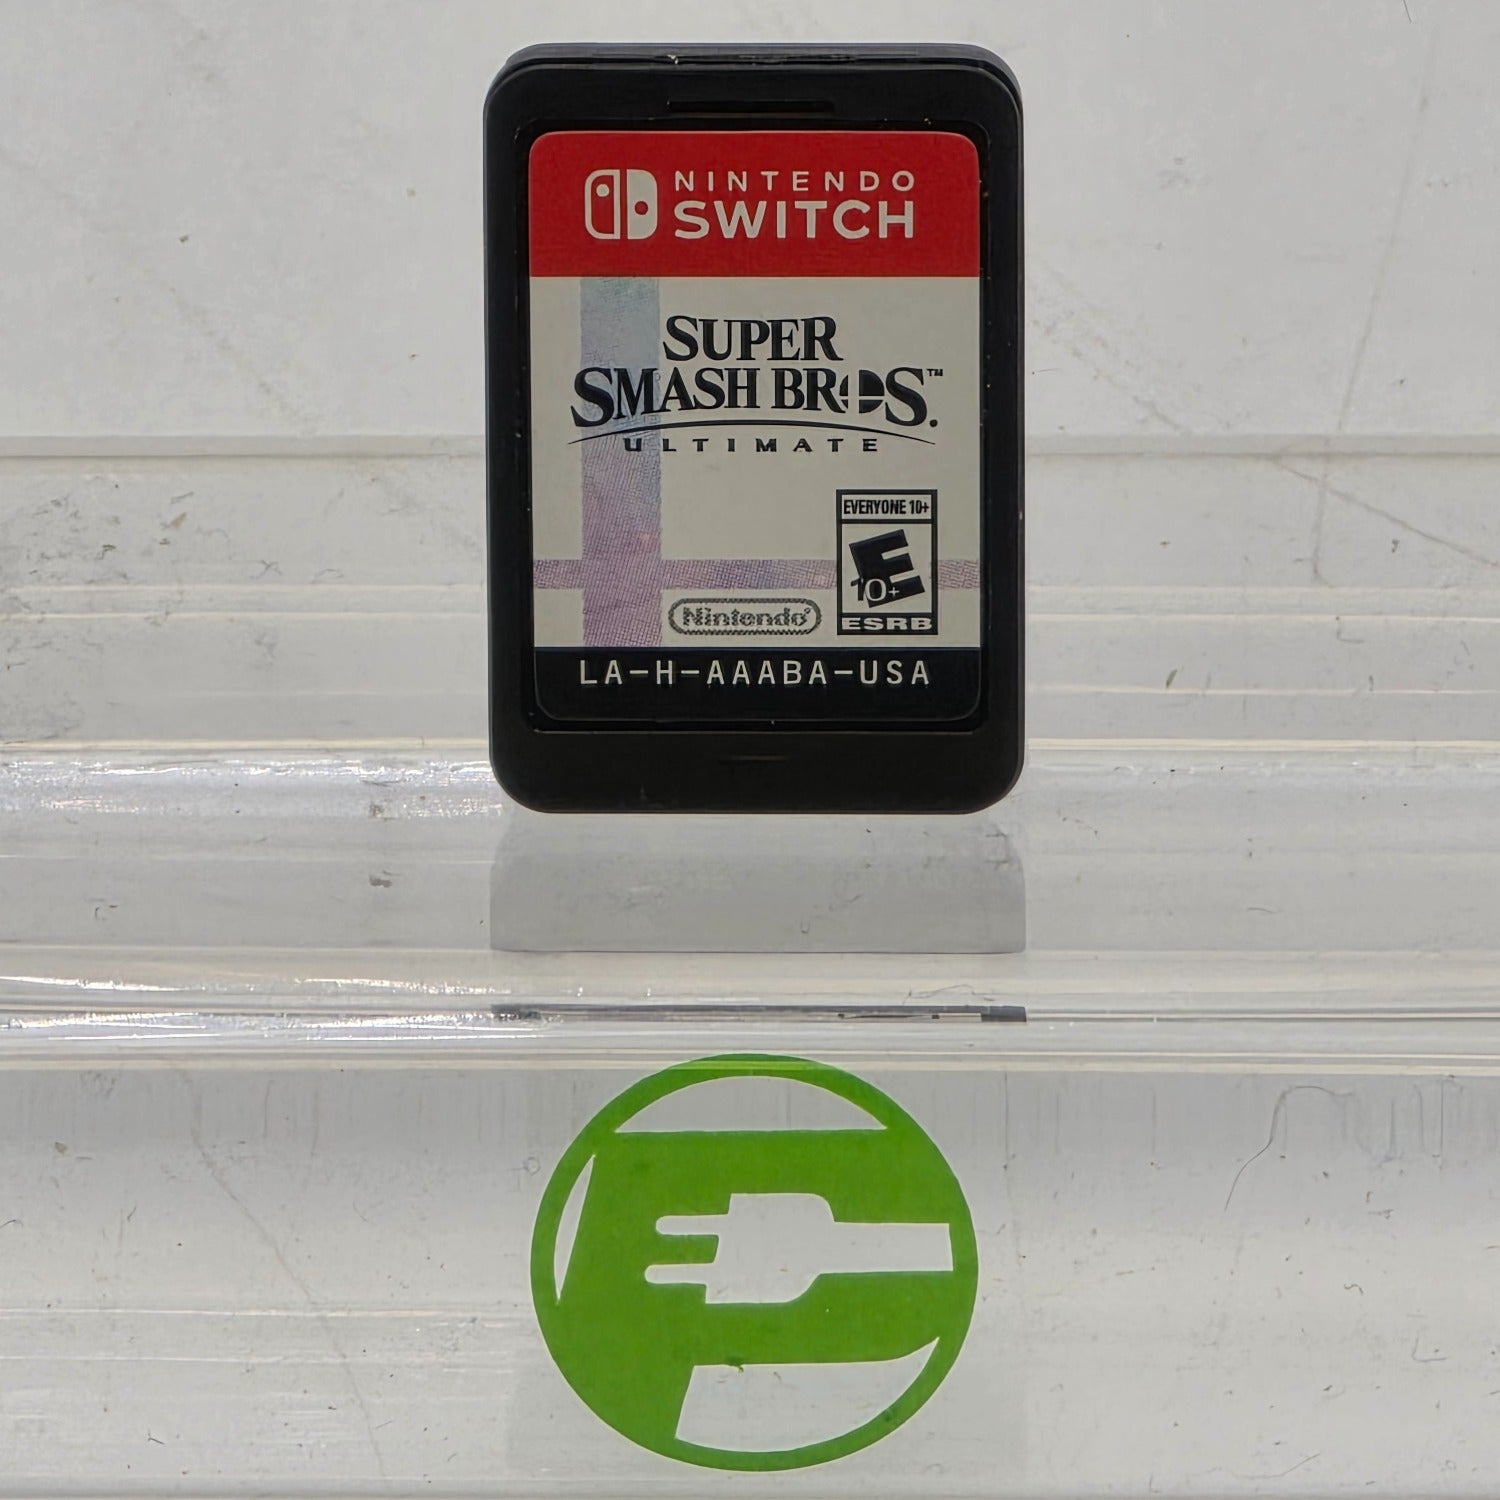 NINTENDO
SWITCH
SUPER
SMASH BROS.™
ULTIMATE
EVERYONE 10+
E
10+
ESRB
Nintendo®
LA-H-AAABA-USA